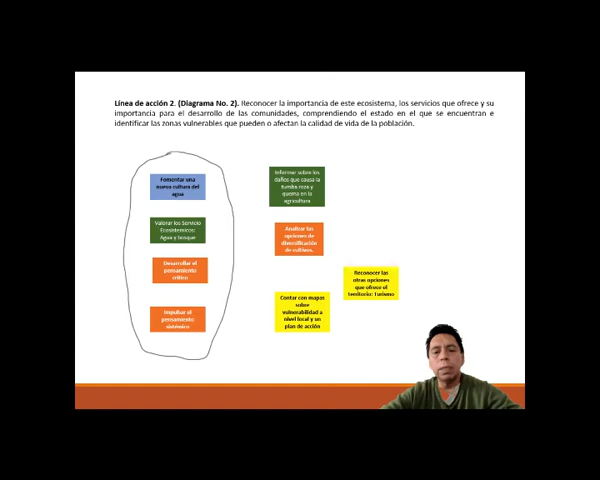 Línea de acción 2. (Diagrama No. 2). Reconocer la importancia de este ecosistema, los servicios que ofrece y su
importancia para el desarrollo de las comunidades, comprendiendo el estado en el que se encuentran e
identificar las zonas vulnerables que pueden o afectan la calidad de vida de la población.
Fomentar una
nueva cultura del
agua
Valorar los Servicio
Ecosistemicos:
Agua y bosque
Desarrollar el
pensamiento
crítico
Impulsar el
pensamiento
sistémico
Informar sobre los
daños que causa la
tumba roza y
quema en la
agricultura
Analizar las
opciones de
diversificación
de cultivos.
Contar con mapas
sobre
vulnerabilidad a
nivel local y un
plan de acción
Reconocer las
otras opciones
que ofrece el
territorio: Turismo